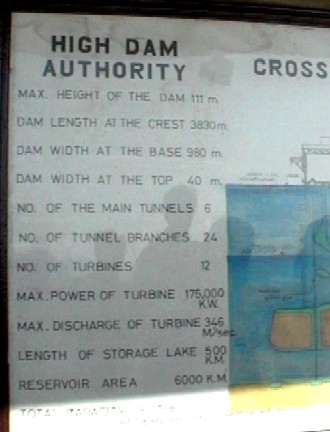 HIGH DAM
AUTHORITY
CROSS
MAX. HEIGHT OF THE DAM 111 m.
DAM LENGTH AT THE CREST 3830 m.
DAM WIDTH AT THE BASE 980 m.
DAM WIDTH AT THE TOP 40 m.
NO. OF THE MAIN TUNNELS 6
NO. OF TUNNEL BRANCHES 24
NO. OF TURBINES 12
MAX. POWER OF TURBINE 175,000
K.W.
MAX. DISCHARGE OF TURBINE 346
M/sec
LENGTH OF STORAGE LAKE 500
K.M.
RESERVOIR AREA 6000 K.M.
TOTAL CAPACITY